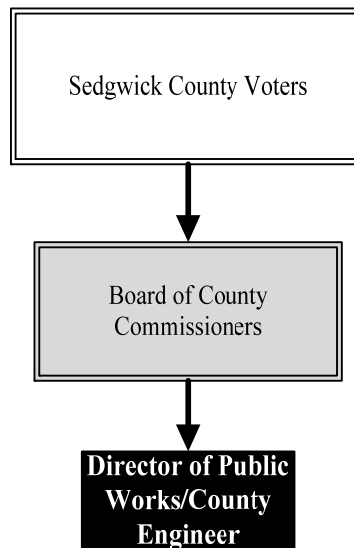 Sedgwick County Voters
Board of County
Commissioners
Director of Public
Works/County
Engineer